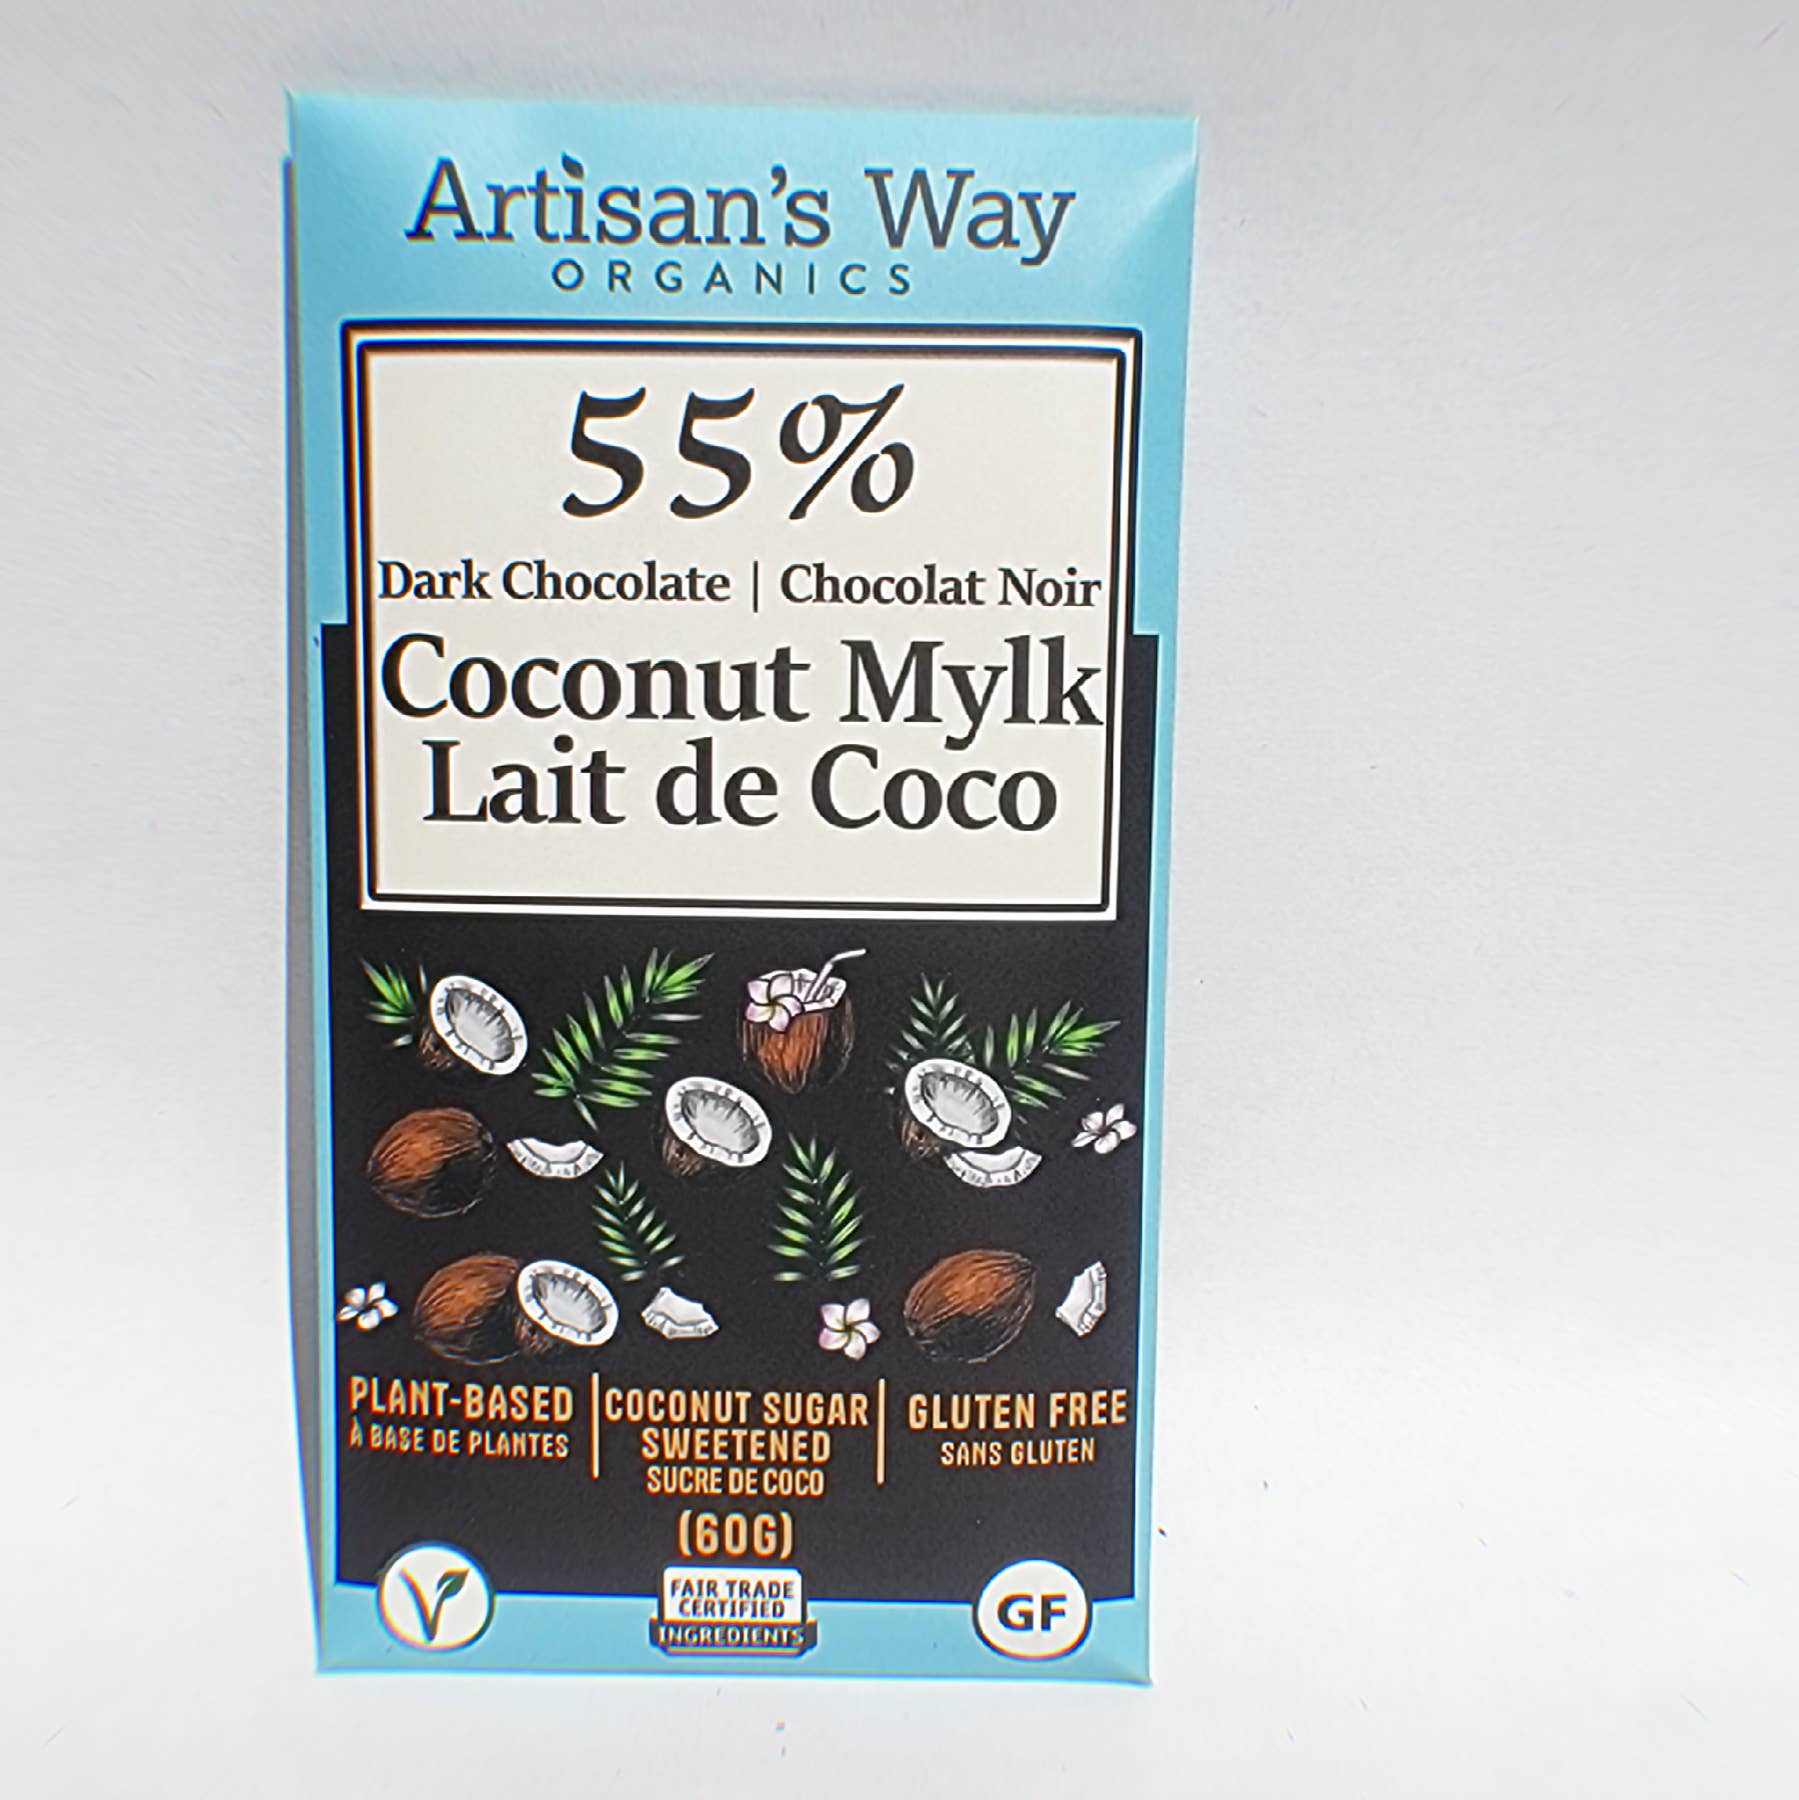 Artisan's Way
ORGANICS
55%
Dark Chocolate | Chocolat Noir
Coconut Mylk
Lait de Coco
PLANT-BASED
À BASE DE PLANTES
COCONUT SUGAR
SWEETENED
SUCRE DE COCO
GLUTEN FREE
SANS GLUTEN
(60G)
V
FAIR TRADE
CERTIFIED
INGREDIENTS
GF